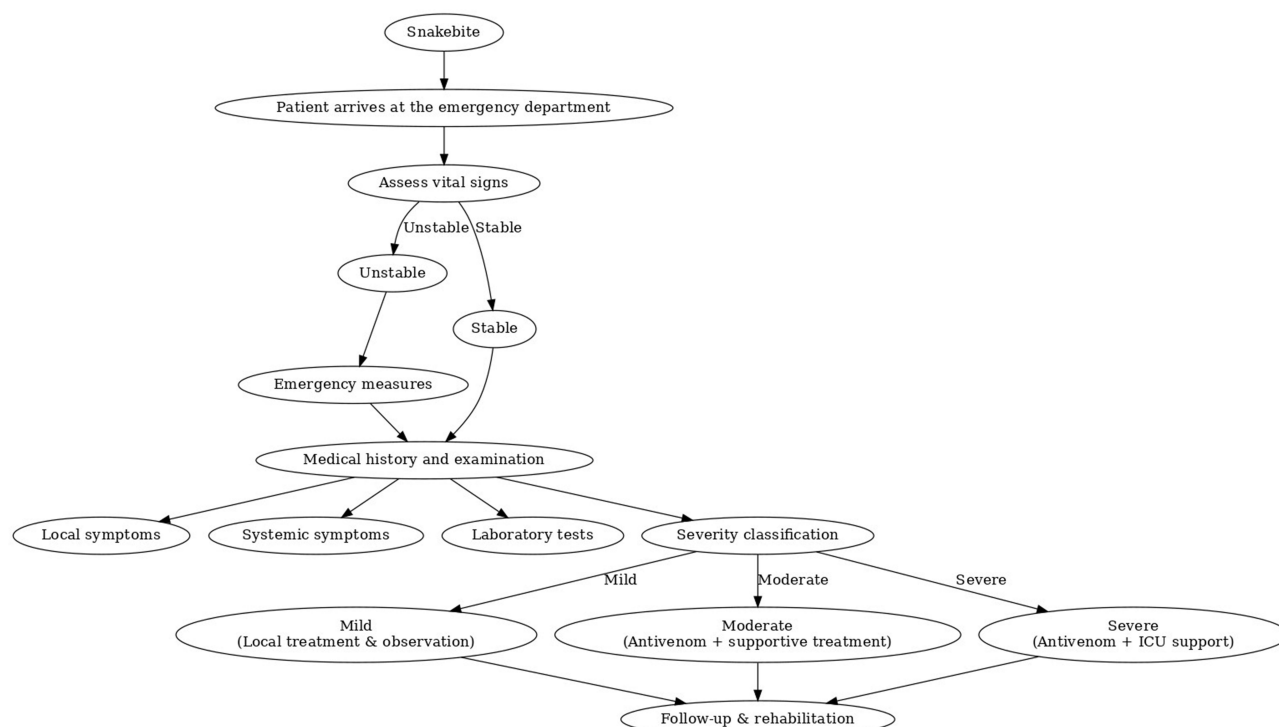 Snakebite
Patient arrives at the emergency department
Assess vital signs
Unstable
Stable
Unstable
Stable
Emergency measures
Medical history and examination
Local symptoms
Systemic symptoms
Laboratory tests
Severity classification
Mild
Moderate
Severe
Mild
(Local treatment & observation)
Moderate
(Antivenom + supportive treatment)
Severe
(Antivenom + ICU support)
Follow-up & rehabilitation